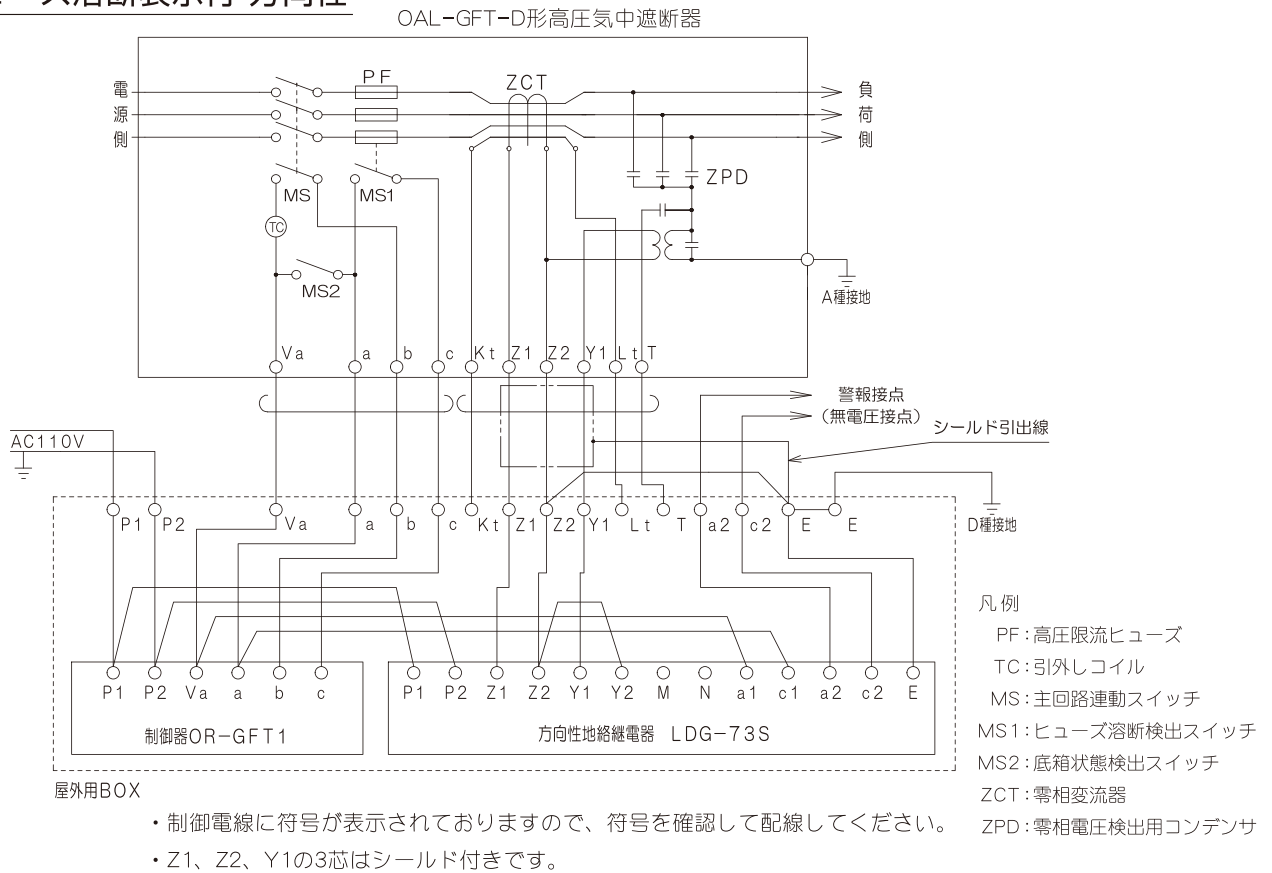 OAL-GFT-D形高圧気中遮断器
電
源
側
PF
ZCT
負
荷
側
ZPD
MS
MS1
TC
MS2
A種接地
Va
a
b
c
Kt
Z1
Z2
Y1
Lt
T
警報接点
(無電圧接点)
シールド引出線
AC110V
P1
P2
Va
a
b
c
Kt
Z1
Z2
Y1
Lt
T
a2
c2
E
E
D種接地
P1
P2
Va
a
b
c
制御器OR-GFT1
P1
P2
Z1
Z2
Y1
Y2
M
N
a1
c1
a2
c2
E
方向性地絡継電器 LDG-73S
屋外用BOX
凡例
PF:高圧限流ヒューズ
TC:引外しコイル
MS:主回路連動スイッチ
MS1:ヒューズ溶断検出スイッチ
MS2:底箱状態検出スイッチ
ZCT:零相変流器
ZPD:零相電圧検出用コンデンサ
・制御電線に符号が表示されておりますので、符号を確認して配線してください。
・Z1、Z2、Y1の3芯はシールド付きです。